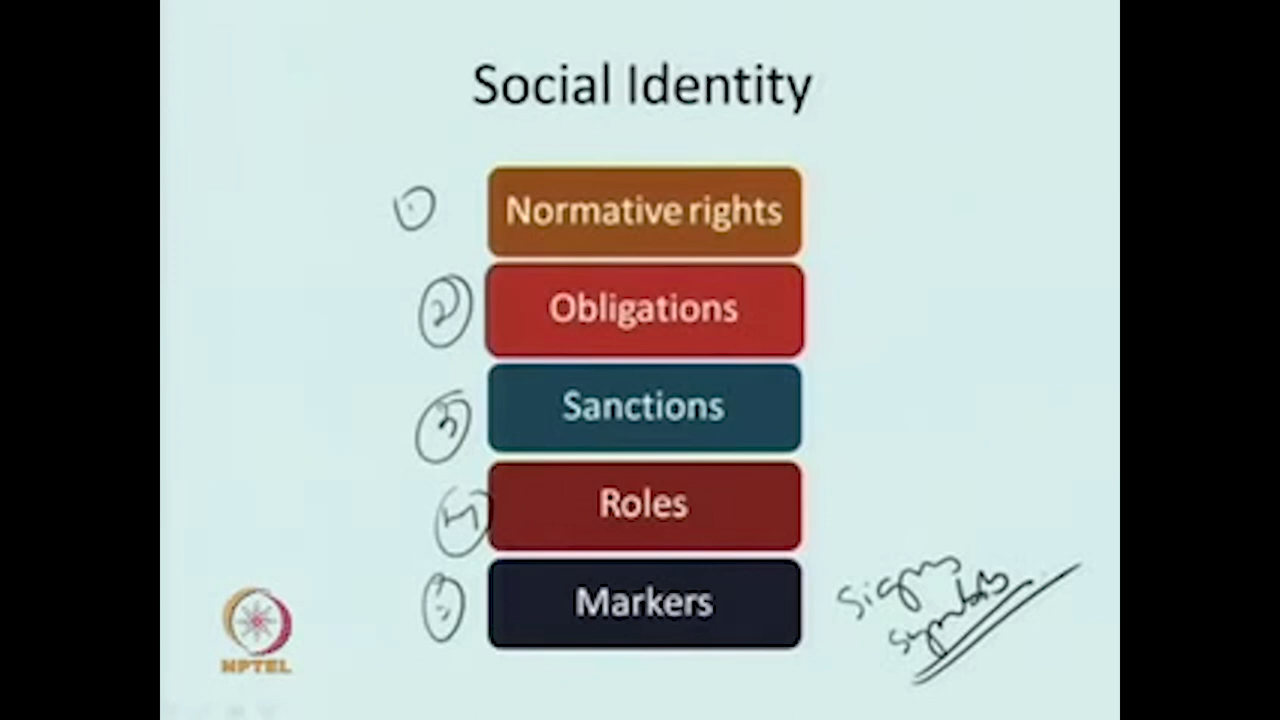 Social Identity
1
Normative rights
2
Obligations
3
Sanctions
4
Roles
5
Markers
Signs
Symbols
NPTEL